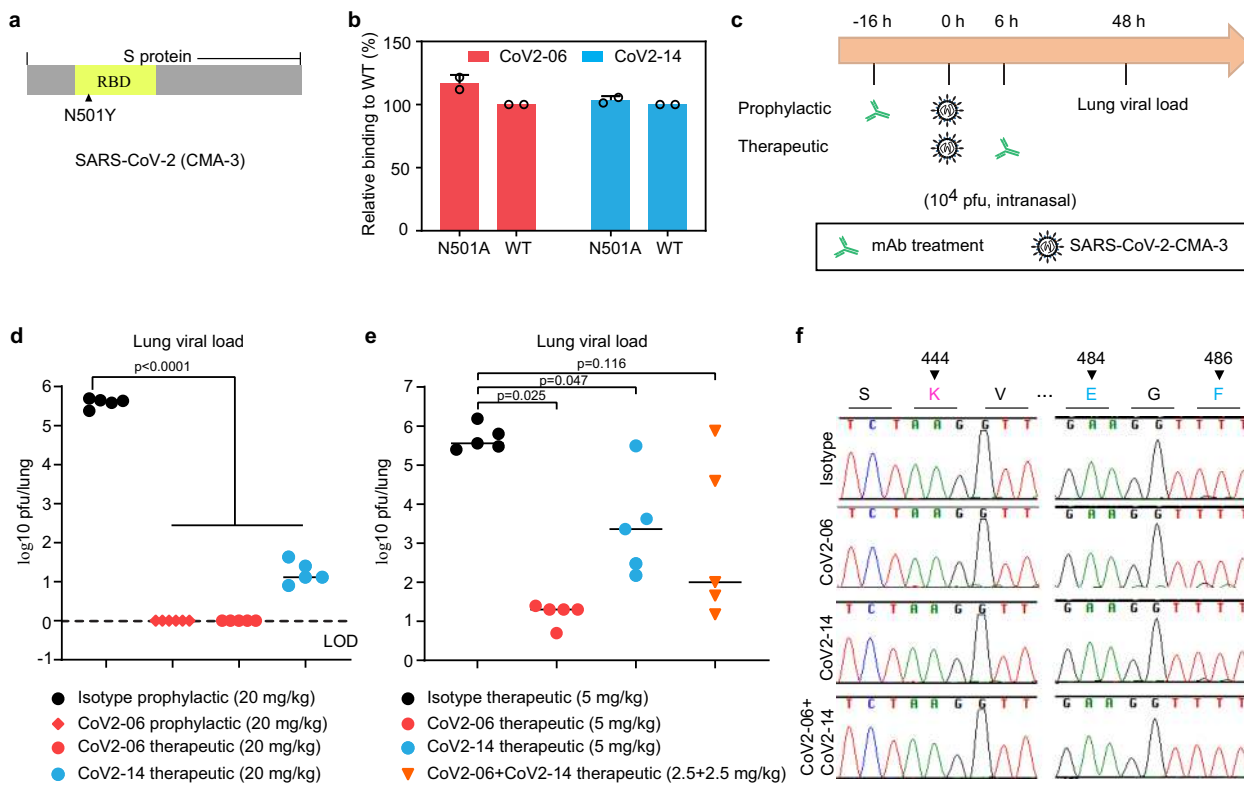 a
S protein
RBD
N501Y
SARS-CoV-2 (CMA-3)
b
Relative binding to WT (%)
150
100
50
0
CoV2-06
CoV2-14
N501A
WT
N501A
WT
c
-16 h
0 h
6 h
48 h
Prophylactic
Lung viral load
Therapeutic
(10⁴ pfu, intranasal)
mAb treatment
SARS-CoV-2-CMA-3
d
Lung viral load
p<0.0001
log10 pfu/lung
6
5
4
3
2
1
0
-1
LOD
Isotype prophylactic (20 mg/kg)
CoV2-06 prophylactic (20 mg/kg)
CoV2-06 therapeutic (20 mg/kg)
CoV2-14 therapeutic (20 mg/kg)
e
Lung viral load
p=0.116
p=0.047
p=0.025
log10 pfu/lung
7
6
5
4
3
2
1
0
Isotype therapeutic (5 mg/kg)
CoV2-06 therapeutic (5 mg/kg)
CoV2-14 therapeutic (5 mg/kg)
CoV2-06+CoV2-14 therapeutic (2.5+2.5 mg/kg)
f
444
484
486
S K V ... E G F
Isotype
T C T A A G G T T G A A G G T T T T
CoV2-06
T C T A A G G T T G A A G G T T T T
CoV2-14
T C T A A G G T T G A A G G T T T T
CoV2-06+
CoV2-14
T C T A A G G T T G A A G G T T T T